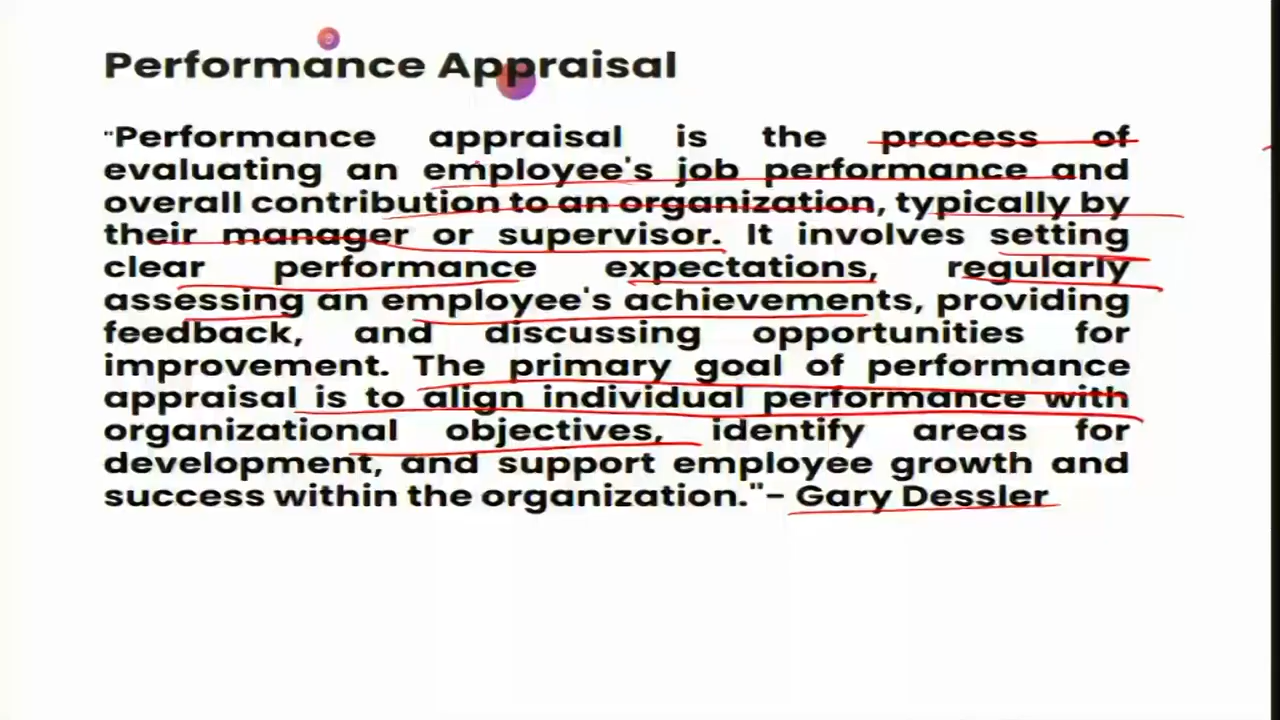 Performance Appraisal
"Performance appraisal is the process of
evaluating an employee's job performance and
overall contribution to an organization, typically by
their manager or supervisor. It involves setting
clear performance expectations, regularly
assessing an employee's achievements, providing
feedback, and discussing opportunities for
improvement. The primary goal of performance
appraisal is to align individual performance with
organizational objectives, identify areas for
development, and support employee growth and
success within the organization."- Gary Dessler